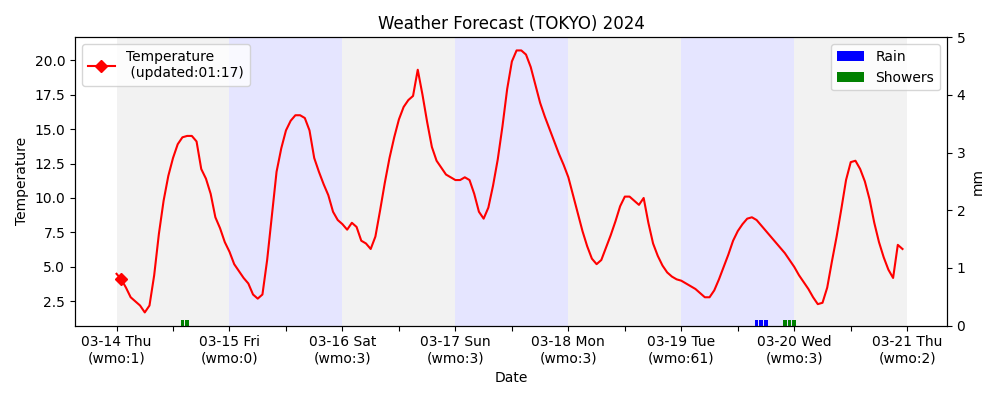 Weather Forecast (TOKYO) 2024
Temperature
(updated:01:17)
Rain
Showers
Temperature
20.0
17.5
15.0
12.5
10.0
7.5
5.0
2.5
5
4
3
2
1
0
mm
03-14 Thu
(wmo:1)
03-15 Fri
(wmo:0)
03-16 Sat
(wmo:3)
03-17 Sun
(wmo:3)
03-18 Mon
(wmo:3)
03-19 Tue
(wmo:61)
03-20 Wed
(wmo:3)
03-21 Thu
(wmo:2)
Date